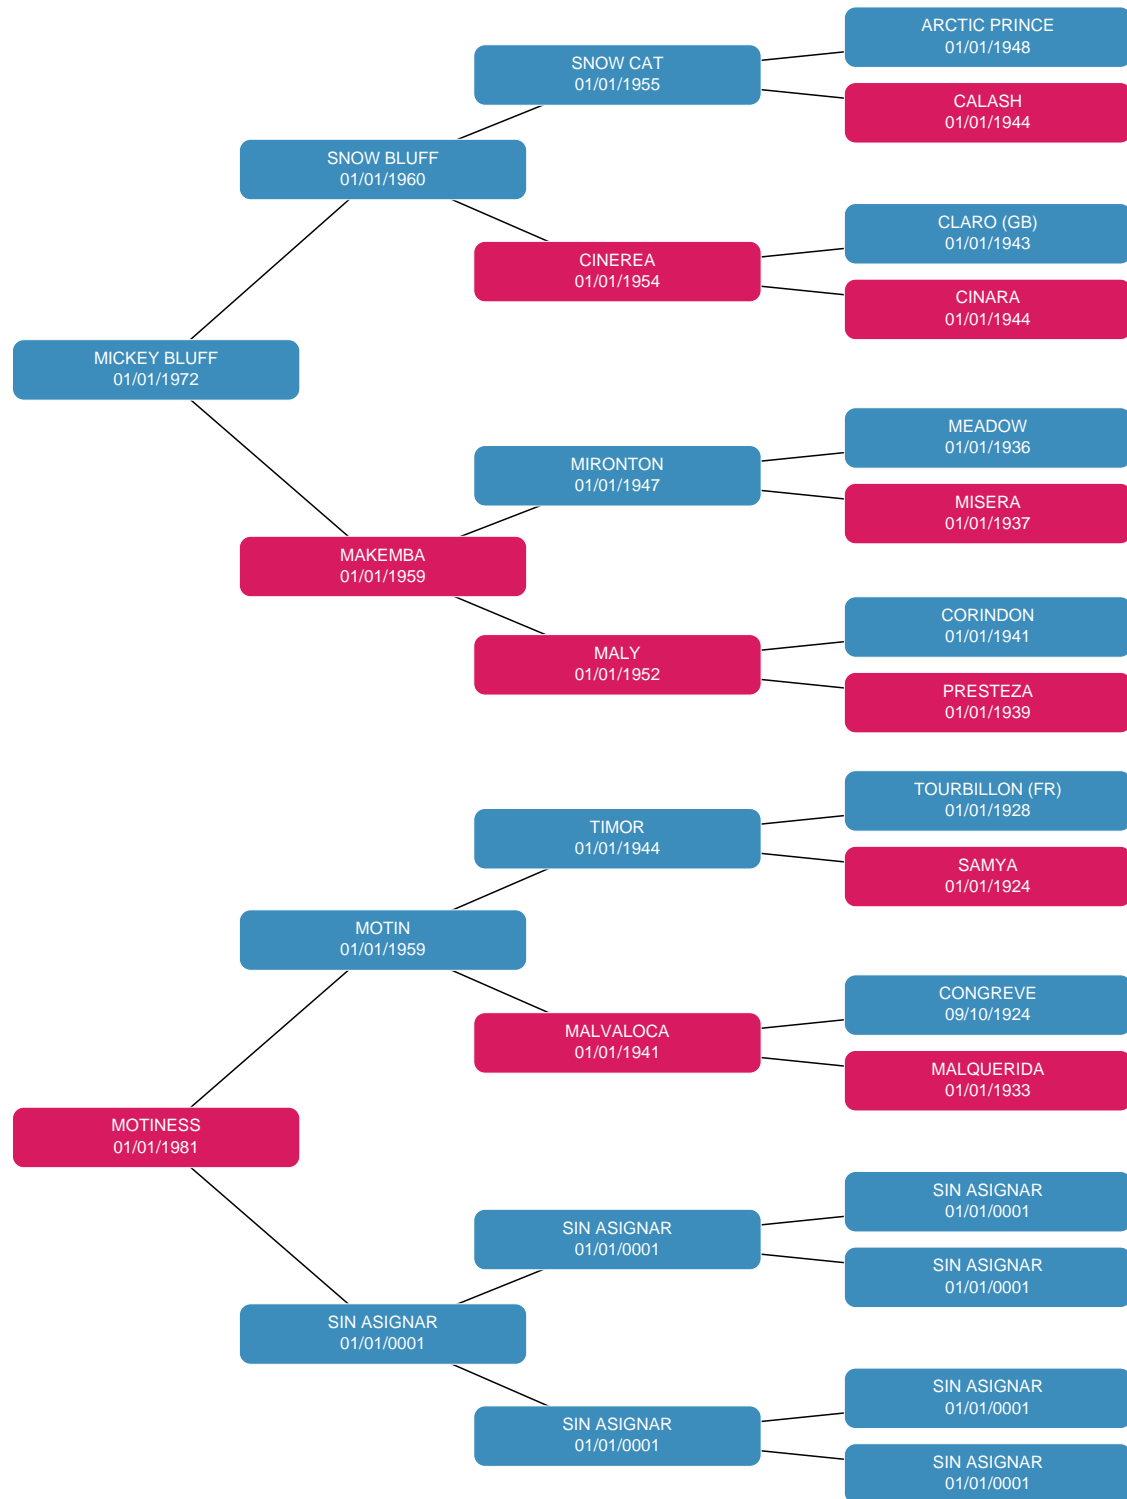 ARCTIC PRINCE
01/01/1948
SNOW CAT
01/01/1955
CALASH
01/01/1944
SNOW BLUFF
01/01/1960
CLARO (GB)
01/01/1943
CINEREA
01/01/1954
CINARA
01/01/1944
MICKEY BLUFF
01/01/1972
MEADOW
01/01/1936
MIRONTON
01/01/1947
MISERA
01/01/1937
MAKEMBA
01/01/1959
CORINDON
01/01/1941
MALY
01/01/1952
PRESTEZA
01/01/1939
TOURBILLON (FR)
01/01/1928
TIMOR
01/01/1944
SAMYA
01/01/1924
MOTIN
01/01/1959
CONGREVE
09/10/1924
MALVALOCA
01/01/1941
MALQUERIDA
01/01/1933
MOTINESS
01/01/1981
SIN ASIGNAR
01/01/0001
SIN ASIGNAR
01/01/0001
SIN ASIGNAR
01/01/0001
SIN ASIGNAR
01/01/0001
SIN ASIGNAR
01/01/0001
SIN ASIGNAR
01/01/0001
SIN ASIGNAR
01/01/0001